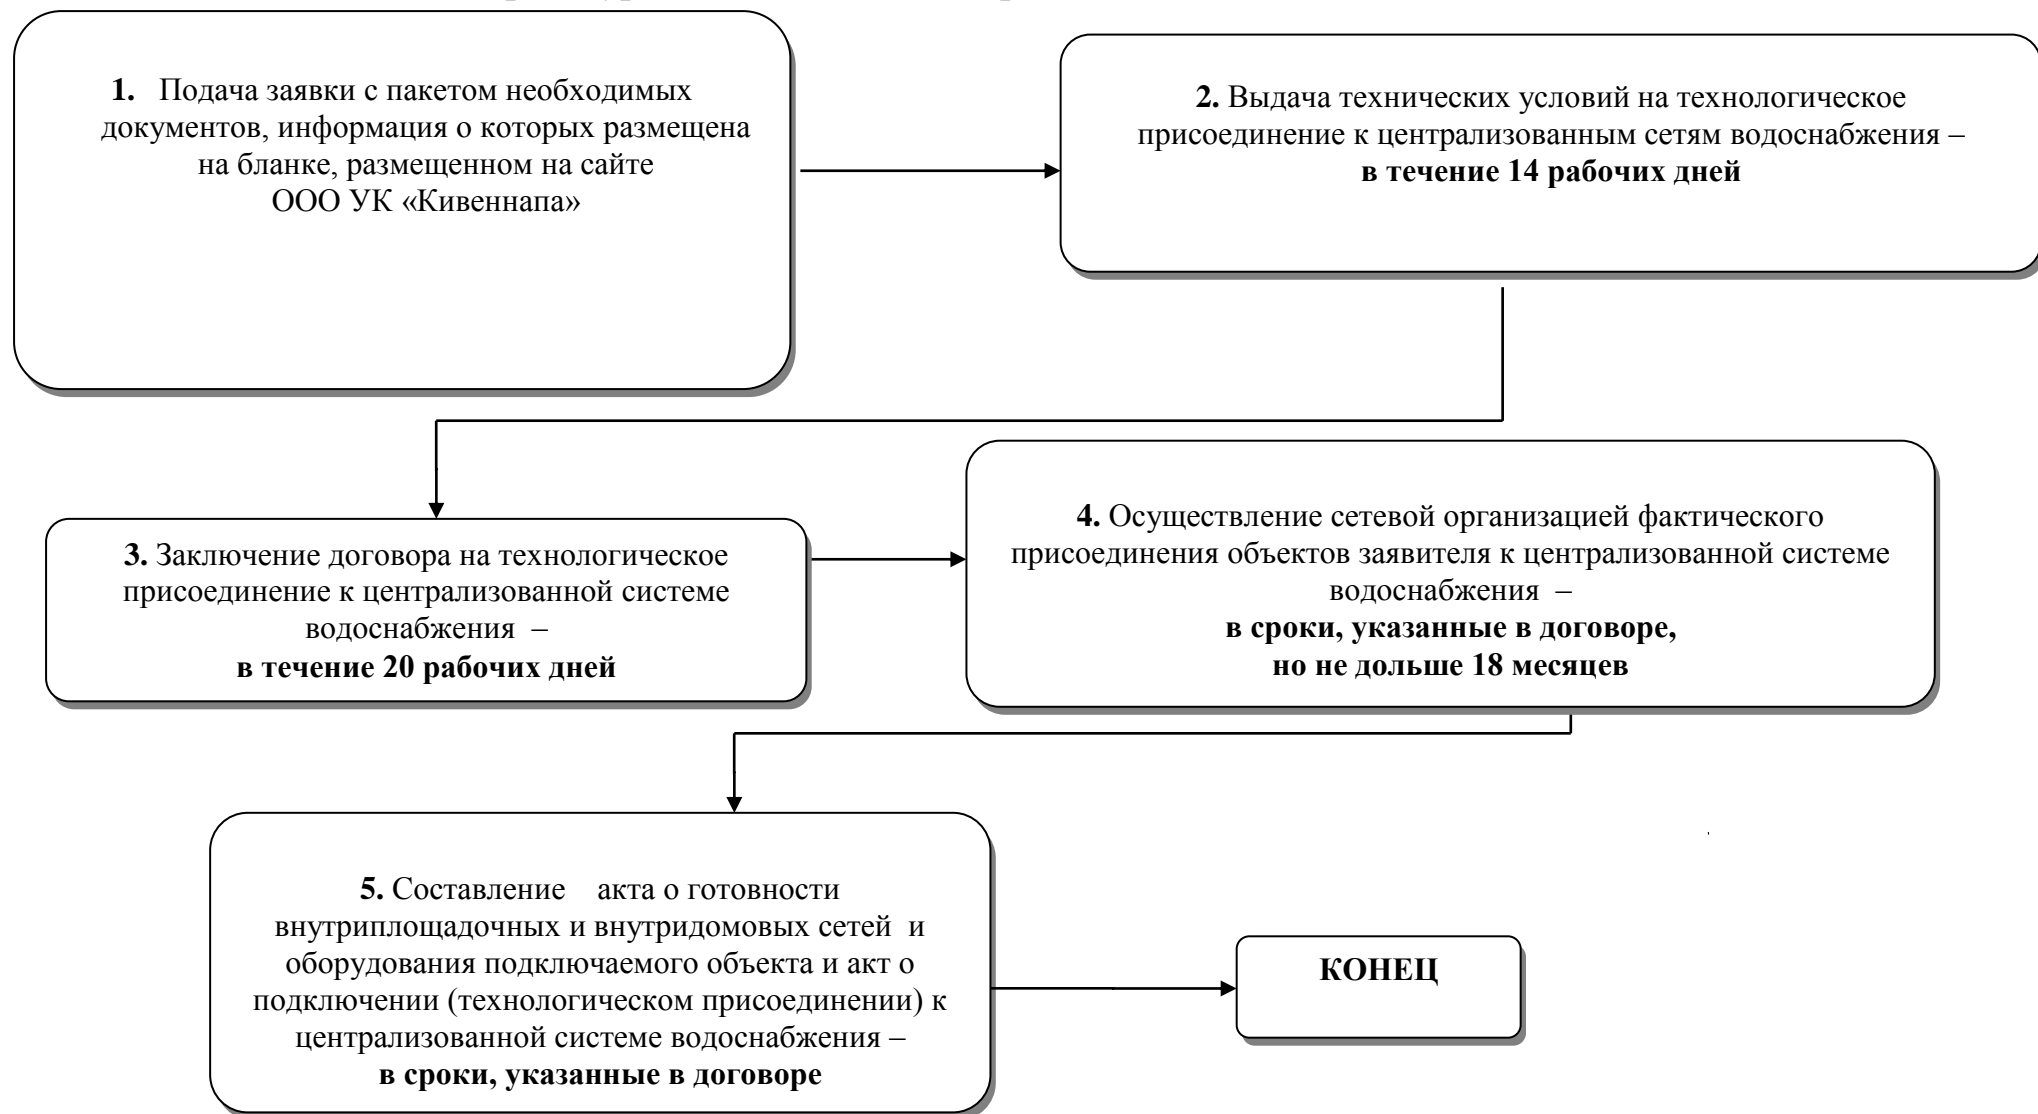 1. Подача заявки с пакетом необходимых
документов, информация о которых размещена
на бланке, размещенном на сайте
ООО УК «Кивеннапа»
2. Выдача технических условий на технологическое
присоединение к централизованным сетям водоснабжения –
в течение 14 рабочих дней
3. Заключение договора на технологическое
присоединение к централизованной системе
водоснабжения –
в течение 20 рабочих дней
4. Осуществление сетевой организацией фактического
присоединения объектов заявителя к централизованной системе
водоснабжения –
в сроки, указанные в договоре,
но не дольше 18 месяцев
5. Составление акта о готовности
внутриплощадочных и внутридомовых сетей и
оборудования подключаемого объекта и акт о
подключении (технологическом присоединении) к
централизованной системе водоснабжения –
в сроки, указанные в договоре
КОНЕЦ